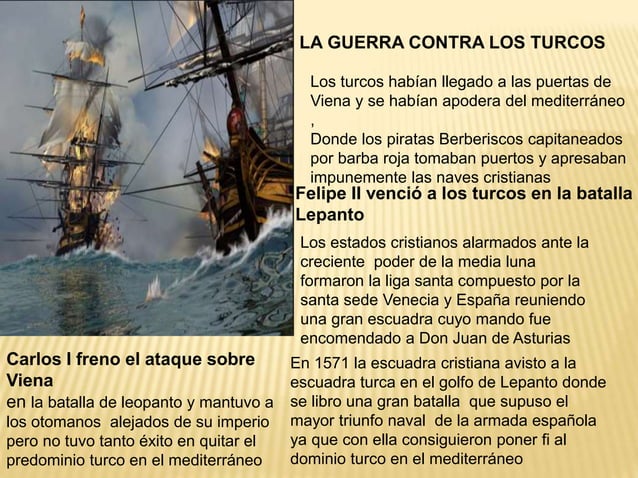 LA GUERRA CONTRA LOS TURCOS
Los turcos habían llegado a las puertas de
Viena y se habían apodera del mediterráneo
,
Donde los piratas Berberiscos capitaneados
por barba roja tomaban puertos y apresaban
impunemente las naves cristianas
Felipe II venció a los turcos en la batalla
Lepanto
Los estados cristianos alarmados ante la
creciente poder de la media luna
formaron la liga santa compuesto por la
santa sede Venecia y España reuniendo
una gran escuadra cuyo mando fue
encomendado a Don Juan de Asturias
Carlos I freno el ataque sobre
Viena
en la batalla de leopanto y mantuvo a
los otomanos alejados de su imperio
pero no tuvo tanto éxito en quitar el
predominio turco en el mediterráneo
En 1571 la escuadra cristiana avisto a la
escuadra turca en el golfo de Lepanto donde
se libro una gran batalla que supuso el
mayor triunfo naval de la armada española
ya que con ella consiguieron poner fi al
dominio turco en el mediterráneo